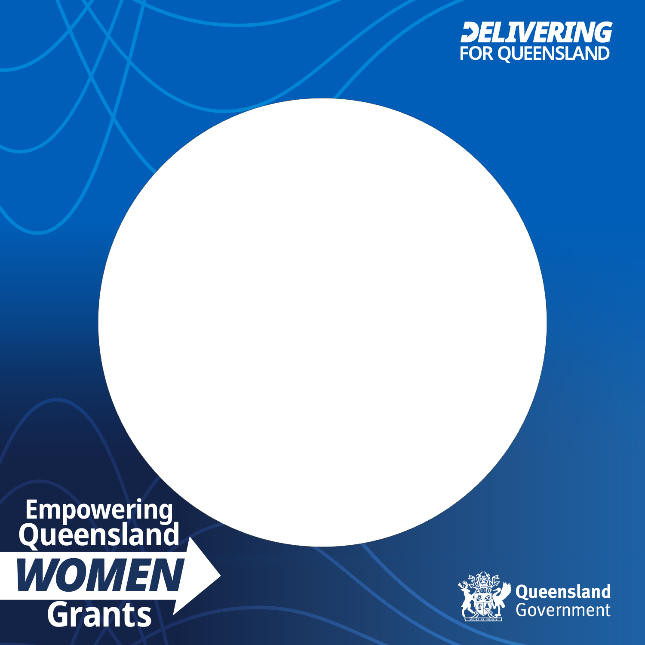 DELIVERING
FOR QUEENSLAND
Empowering
Queensland
WOMEN
Grants
Queensland
Government